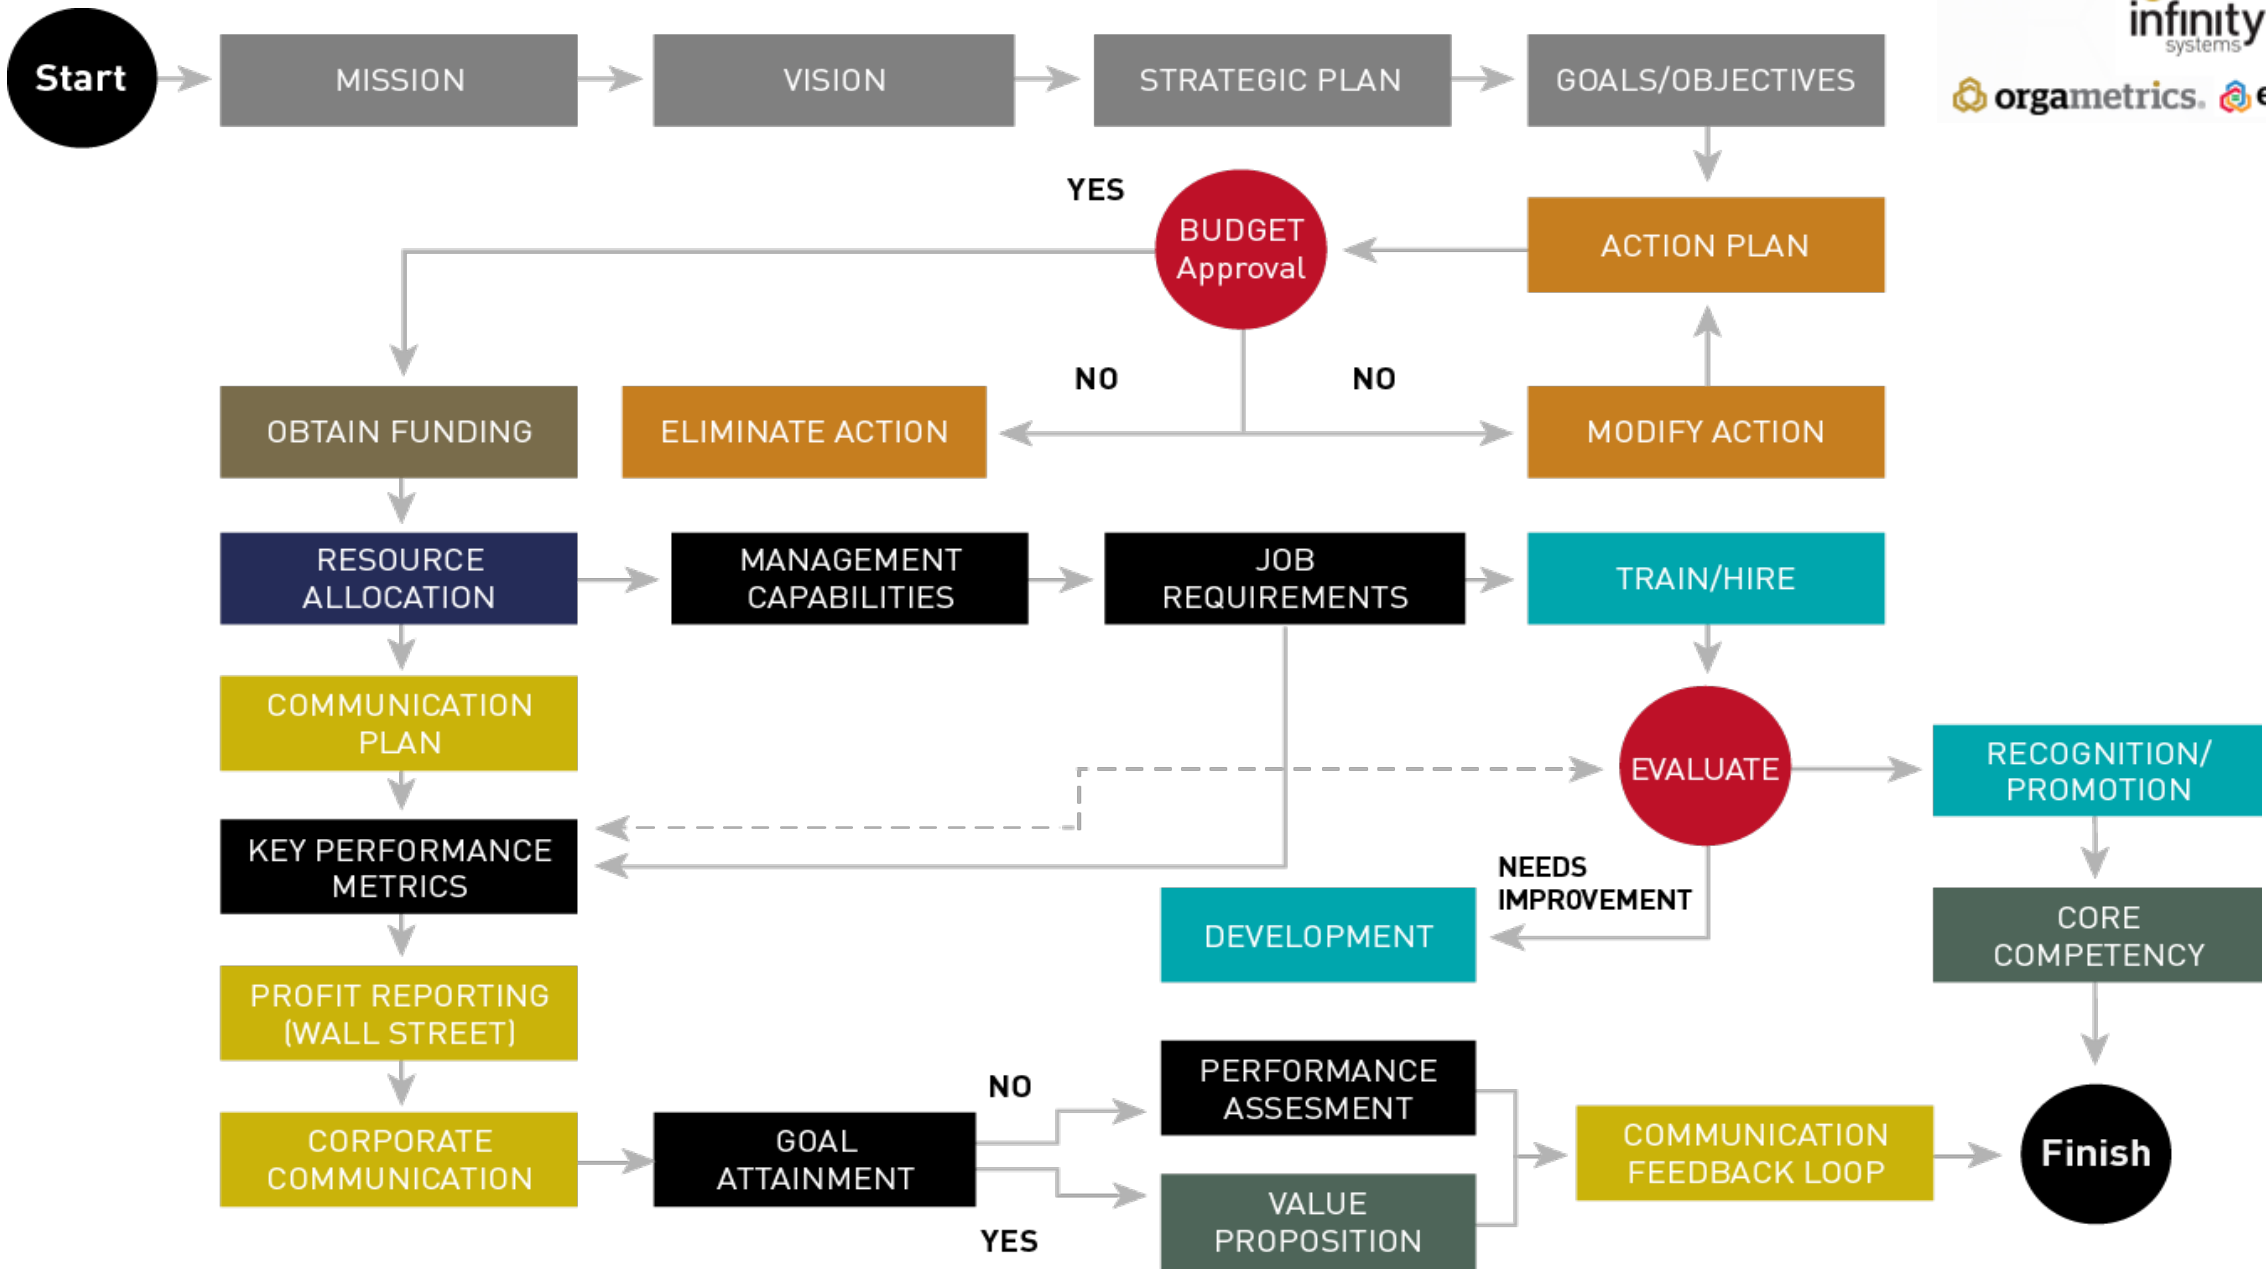 Start
MISSION
VISION
STRATEGIC PLAN
GOALS/OBJECTIVES
infinity
systems
orgametrics.
YES
BUDGET
Approval
ACTION PLAN
NO
NO
OBTAIN FUNDING
ELIMINATE ACTION
MODIFY ACTION
RESOURCE
ALLOCATION
MANAGEMENT
CAPABILITIES
JOB
REQUIREMENTS
TRAIN/HIRE
COMMUNICATION
PLAN
EVALUATE
RECOGNITION/
PROMOTION
KEY PERFORMANCE
METRICS
NEEDS
IMPROVEMENT
DEVELOPMENT
CORE
COMPETENCY
PROFIT REPORTING
(WALL STREET)
NO
PERFORMANCE
ASSESMENT
CORPORATE
COMMUNICATION
GOAL
ATTAINMENT
COMMUNICATION
FEEDBACK LOOP
Finish
YES
VALUE
PROPOSITION